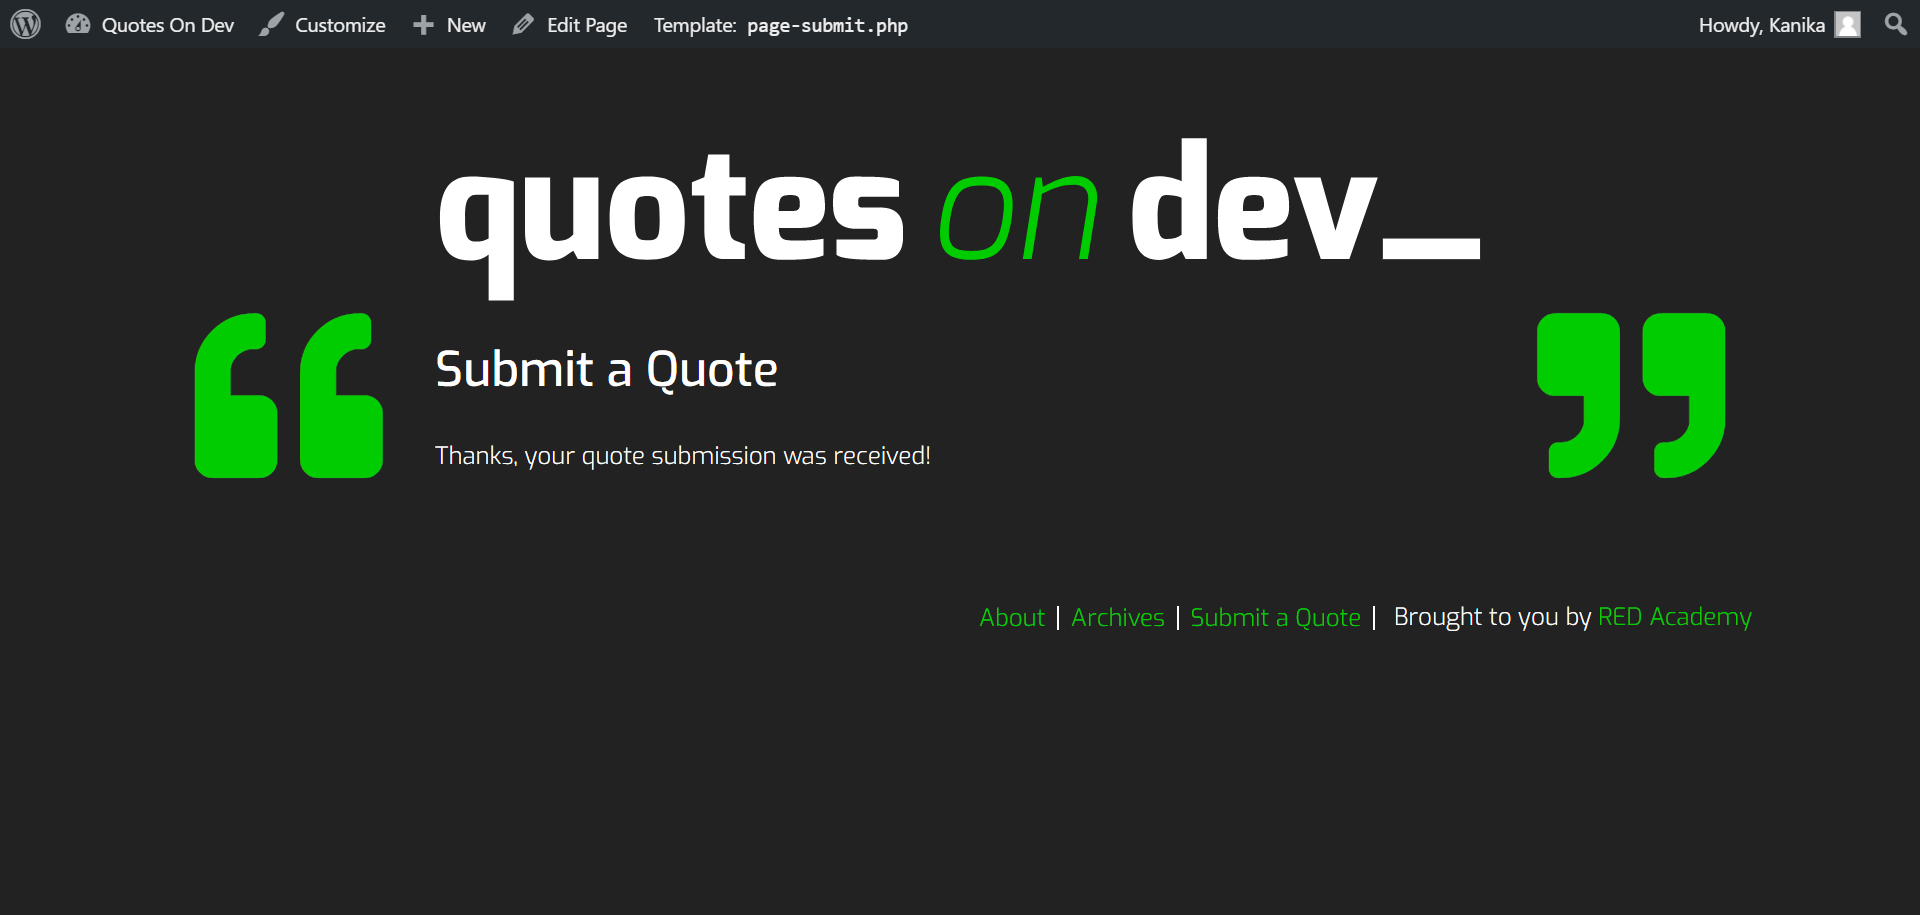 Quotes On Dev Customize New Edit Page Template: page-submit.php Howdy, Kanika
quotes on dev_
Submit a Quote
Thanks, your quote submission was received!
About | Archives | Submit a Quote | Brought to you by RED Academy